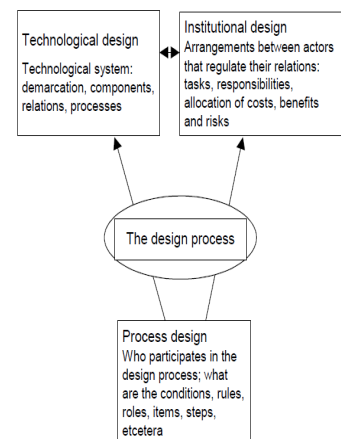 Technological design
Technological system:
demarcation, components,
relations, processes
Institutional design
Arrangements between actors
that regulate their relations:
tasks, responsibilities,
allocation of costs, benefits
and risks
The design process
Process design
Who participates in the
design process; what
are the conditions, rules,
roles, items, steps,
etcetera